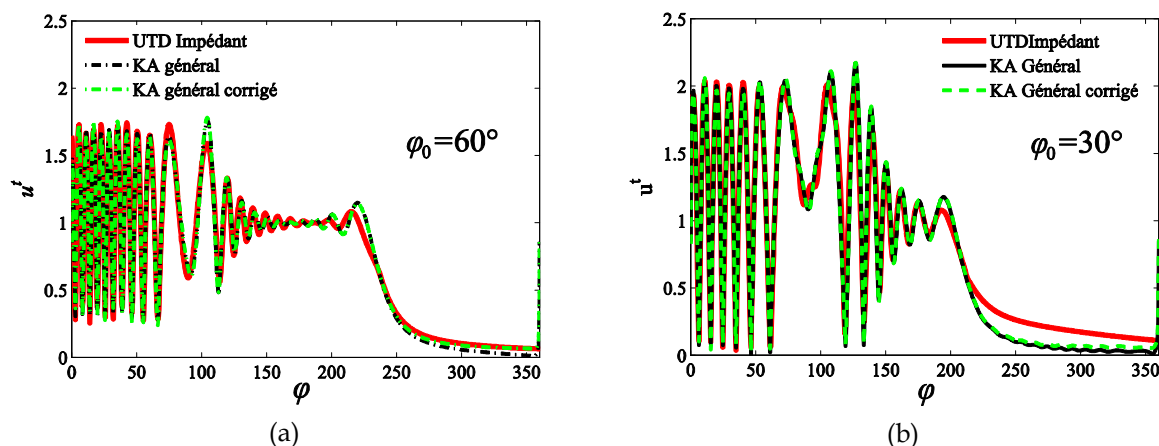 2.5
2
1.5
1
0.5
0
uᵗ
UTD Impédant
KA général
KA général corrigé
φ₀=60°
0 50 100 150 200 250 300 350
φ
(a)
2.5
2
1.5
1
0.5
0
uᵗ
UTDImpédant
KA Général
KA Général corrigé
φ₀=30°
0 50 100 150 200 250 300 350
φ
(b)